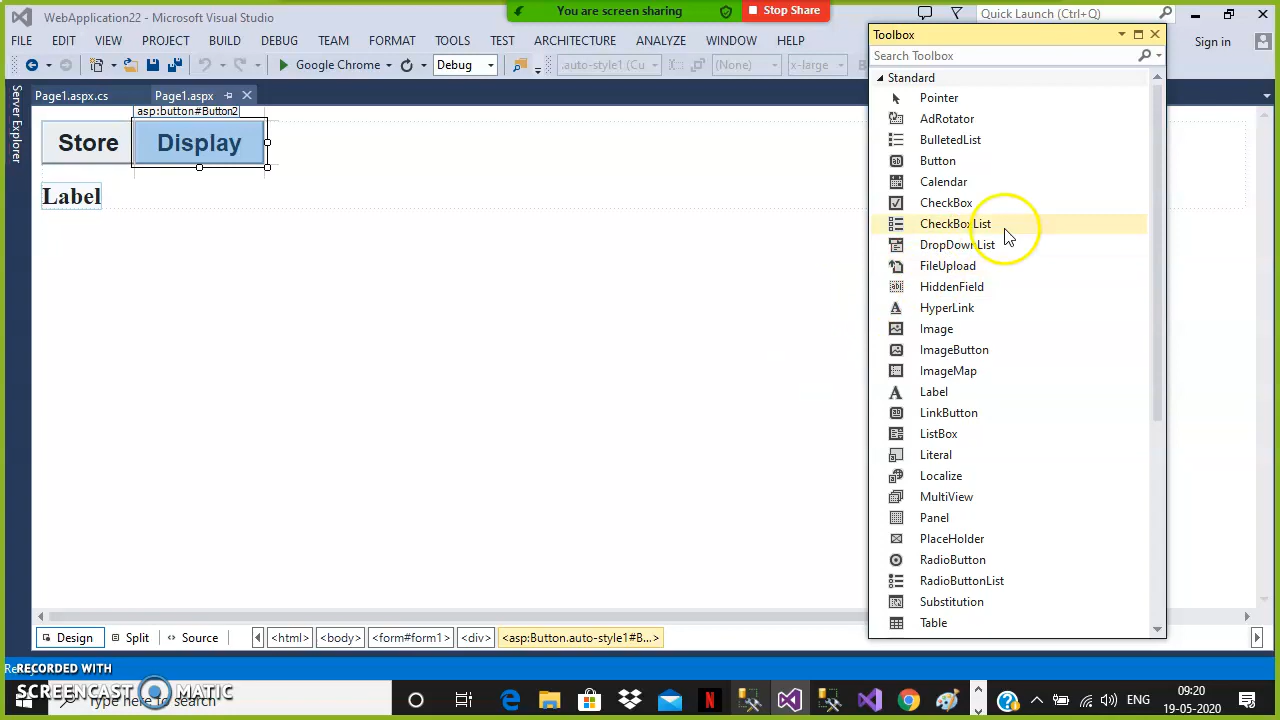 WebApplication22 - Microsoft Visual Studio
You are screen sharing
Stop Share
Quick Launch (Ctrl+Q)
FILE EDIT VIEW PROJECT BUILD DEBUG TEAM FORMAT TOOLS TEST ARCHITECTURE ANALYZE WINDOW HELP
Sign in
Google Chrome
Debug
.auto-style1 (Cu
(None)
x-large
Server Explorer
Page1.aspx.cs
Page1.aspx
asp:button#Button2
Store
Display
Label
Toolbox
Search Toolbox
Standard
Pointer
AdRotator
BulletedList
Button
Calendar
CheckBox
CheckBoxList
DropDownList
FileUpload
HiddenField
HyperLink
Image
ImageButton
ImageMap
Label
LinkButton
ListBox
Literal
Localize
MultiView
Panel
PlaceHolder
RadioButton
RadioButtonList
Substitution
Table
Design
Split
Source
<html>
<body>
<form#form1>
<div>
<asp:Button.auto-style1#B...>
RECORDED WITH
SCREENCAST MATIC
Type here to search
ENG
09:20
19-05-2020